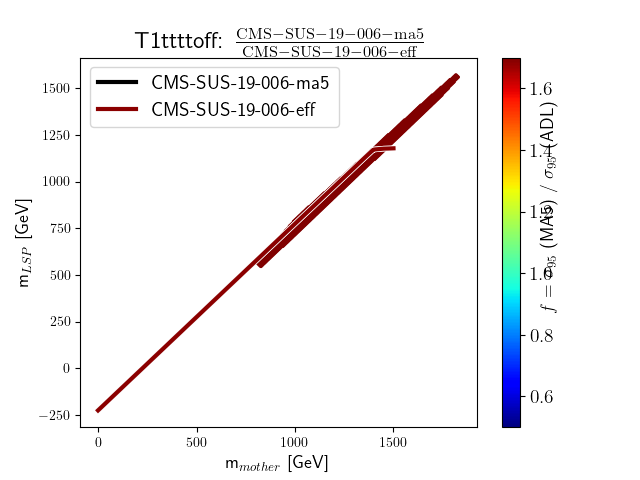 T1ttttoff: CMS−SUS−19−006−ma5
CMS−SUS−19−006−eff
CMS-SUS-19-006-ma5
CMS-SUS-19-006-eff
1500
1250
1000
750
500
250
0
−250
m_LSP [GeV]
0 500 1000 1500
m_mother [GeV]
1.6
1.4
1.2
1.0
0.8
0.6
f = σ_95 (MA5) / σ_95 (ADL)